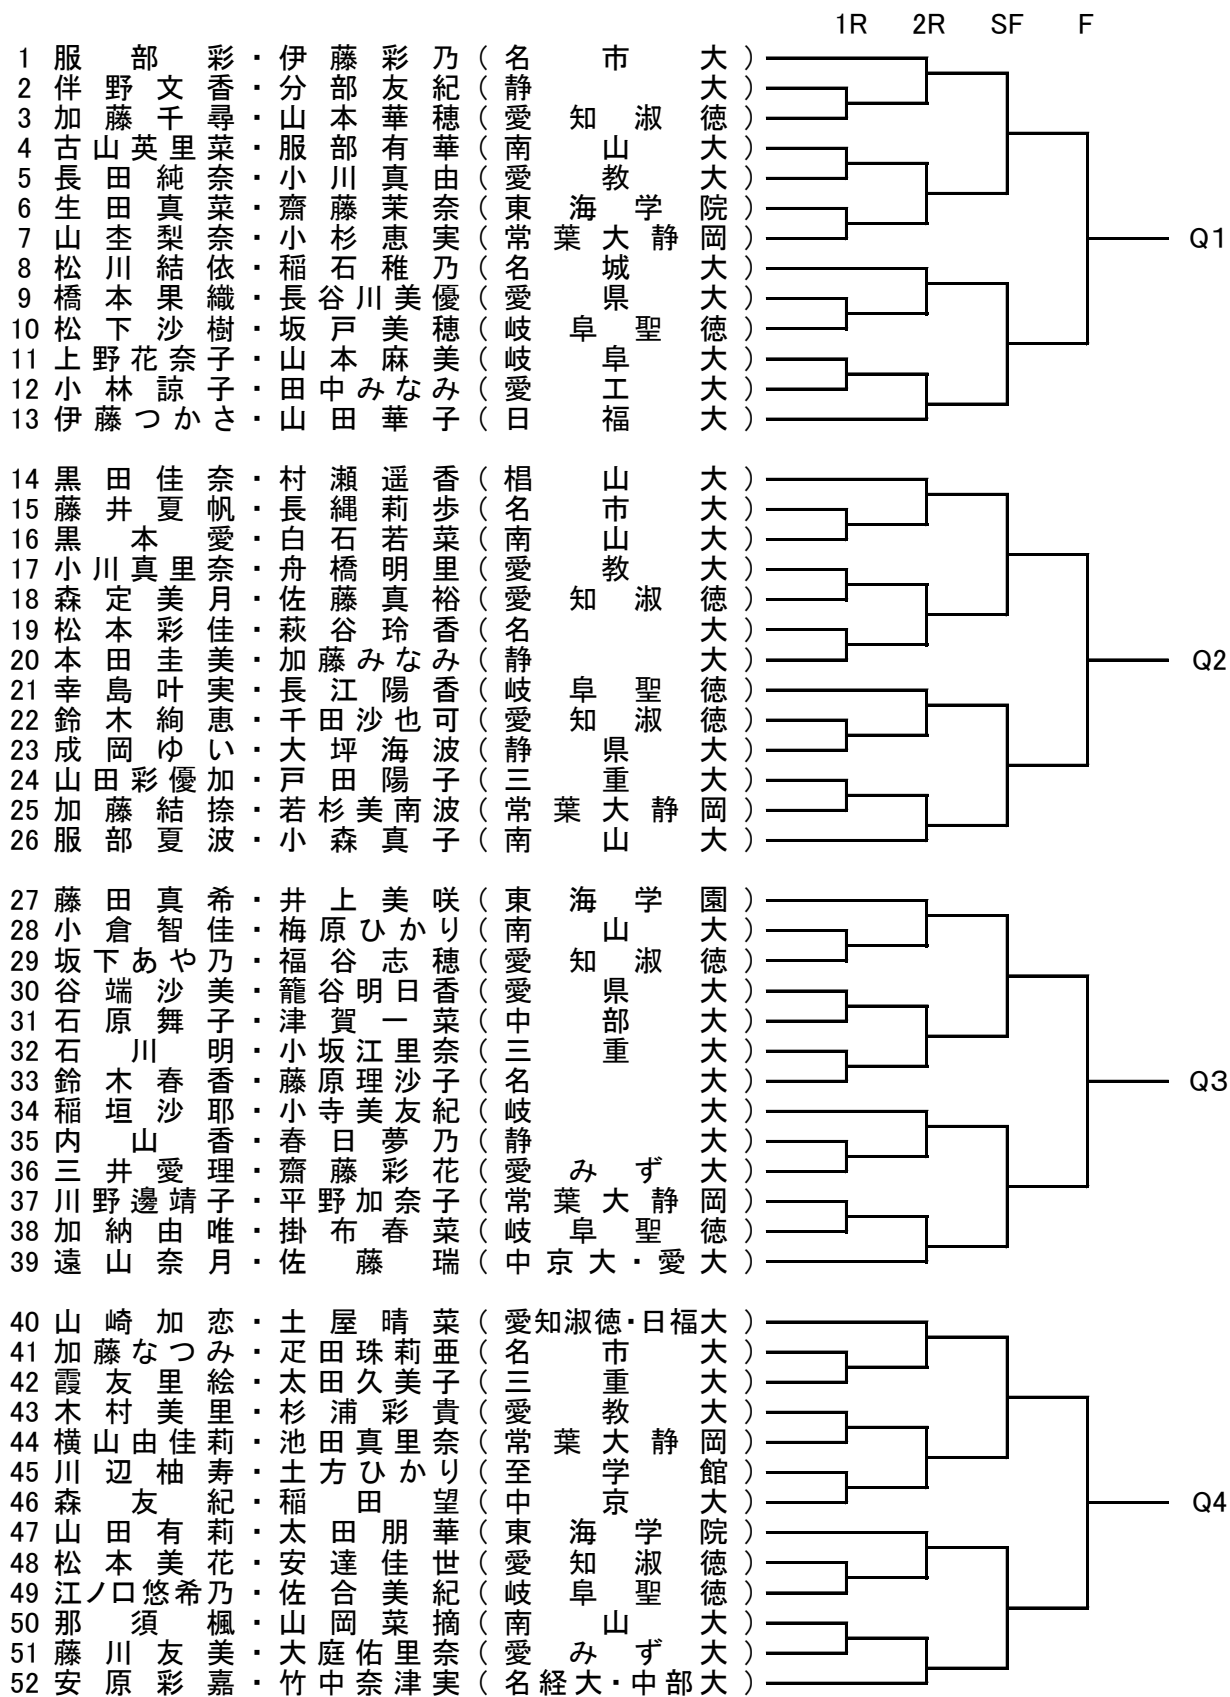 1R 2R SF F
1 服部彩・伊藤彩乃(名市大)
2 伴野文香・分部友紀(静大)
3 加藤千尋・山本華穂(愛知淑徳)
4 古山英里菜・服部有華(南山大)
5 長田純奈・小川真由(愛教大)
6 生田真菜・齋藤茉奈(東海学院)
7 山本梨奈・小杉恵実(常葉大静岡)
Q1
8 松川結依・稲石稚乃(名城大)
9 橋本果織・長谷川美優(愛県大)
10 松下沙樹・坂戸美穂(岐阜聖徳)
11 上野花奈子・山本麻美(岐阜大)
12 小林諒子・田中みなみ(愛工大)
13 伊藤つかさ・山田華子(日福大)
14 黒田佳奈・村瀬遥香(椙山大)
15 藤井夏帆・長縄莉歩(名市大)
16 黒本愛・白石若菜(南山大)
17 小川真里奈・舟橋明里(愛教大)
18 森定美月・佐藤真裕(愛知淑徳)
19 松本彩佳・萩谷玲香(名大)
20 本田圭美・加藤みなみ(静大)
Q2
21 幸島叶実・長江陽香(岐阜聖徳)
22 鈴木絢恵・千田沙也可(愛知淑徳)
23 成岡ゆい・大坪海波(静県大)
24 山田彩優加・戸田陽子(三重大)
25 加藤結捺・若杉美南波(常葉大静岡)
26 服部夏波・小森真子(南山大)
27 藤田真希・井上美咲(東海学園)
28 小倉智佳・梅原ひかり(南山大)
29 坂下あや乃・福谷志穂(愛知淑徳)
30 谷端沙美・籠谷明日香(愛県大)
31 石原舞子・津賀一菜(中部大)
32 石川明・小坂江里奈(三重大)
33 鈴木春香・藤原理沙子(名大)
Q3
34 稲垣沙耶・小寺美友紀(岐大)
35 内山香・春日夢乃(静大)
36 三井愛理・齋藤彩花(愛みずほ大)
37 川野邊靖子・平野加奈子(常葉大静岡)
38 加納由唯・掛布春菜(岐阜聖徳)
39 遠山奈月・佐藤瑞(中京大・愛大)
40 山崎加恋・土屋晴菜(愛知淑徳・日福大)
41 加藤なつみ・疋田珠莉亜(名市大)
42 霞友里絵・太田久美子(三重大)
43 木村美里・杉浦彩貴(愛教大)
44 横山由佳莉・池田真里奈(常葉大静岡)
45 川辺柚寿・土方ひかり(至学館)
46 森友紀・稲田望(中京大)
Q4
47 山田有莉・太田朋華(東海学院)
48 松本美花・安達佳世(愛知淑徳)
49 江ノ口悠希乃・佐合美紀(岐阜聖徳)
50 那須楓・山岡菜摘(南山大)
51 藤川友美・大庭佑里奈(愛みず大)
52 安原彩嘉・竹中奈津実(名経大・中部大)